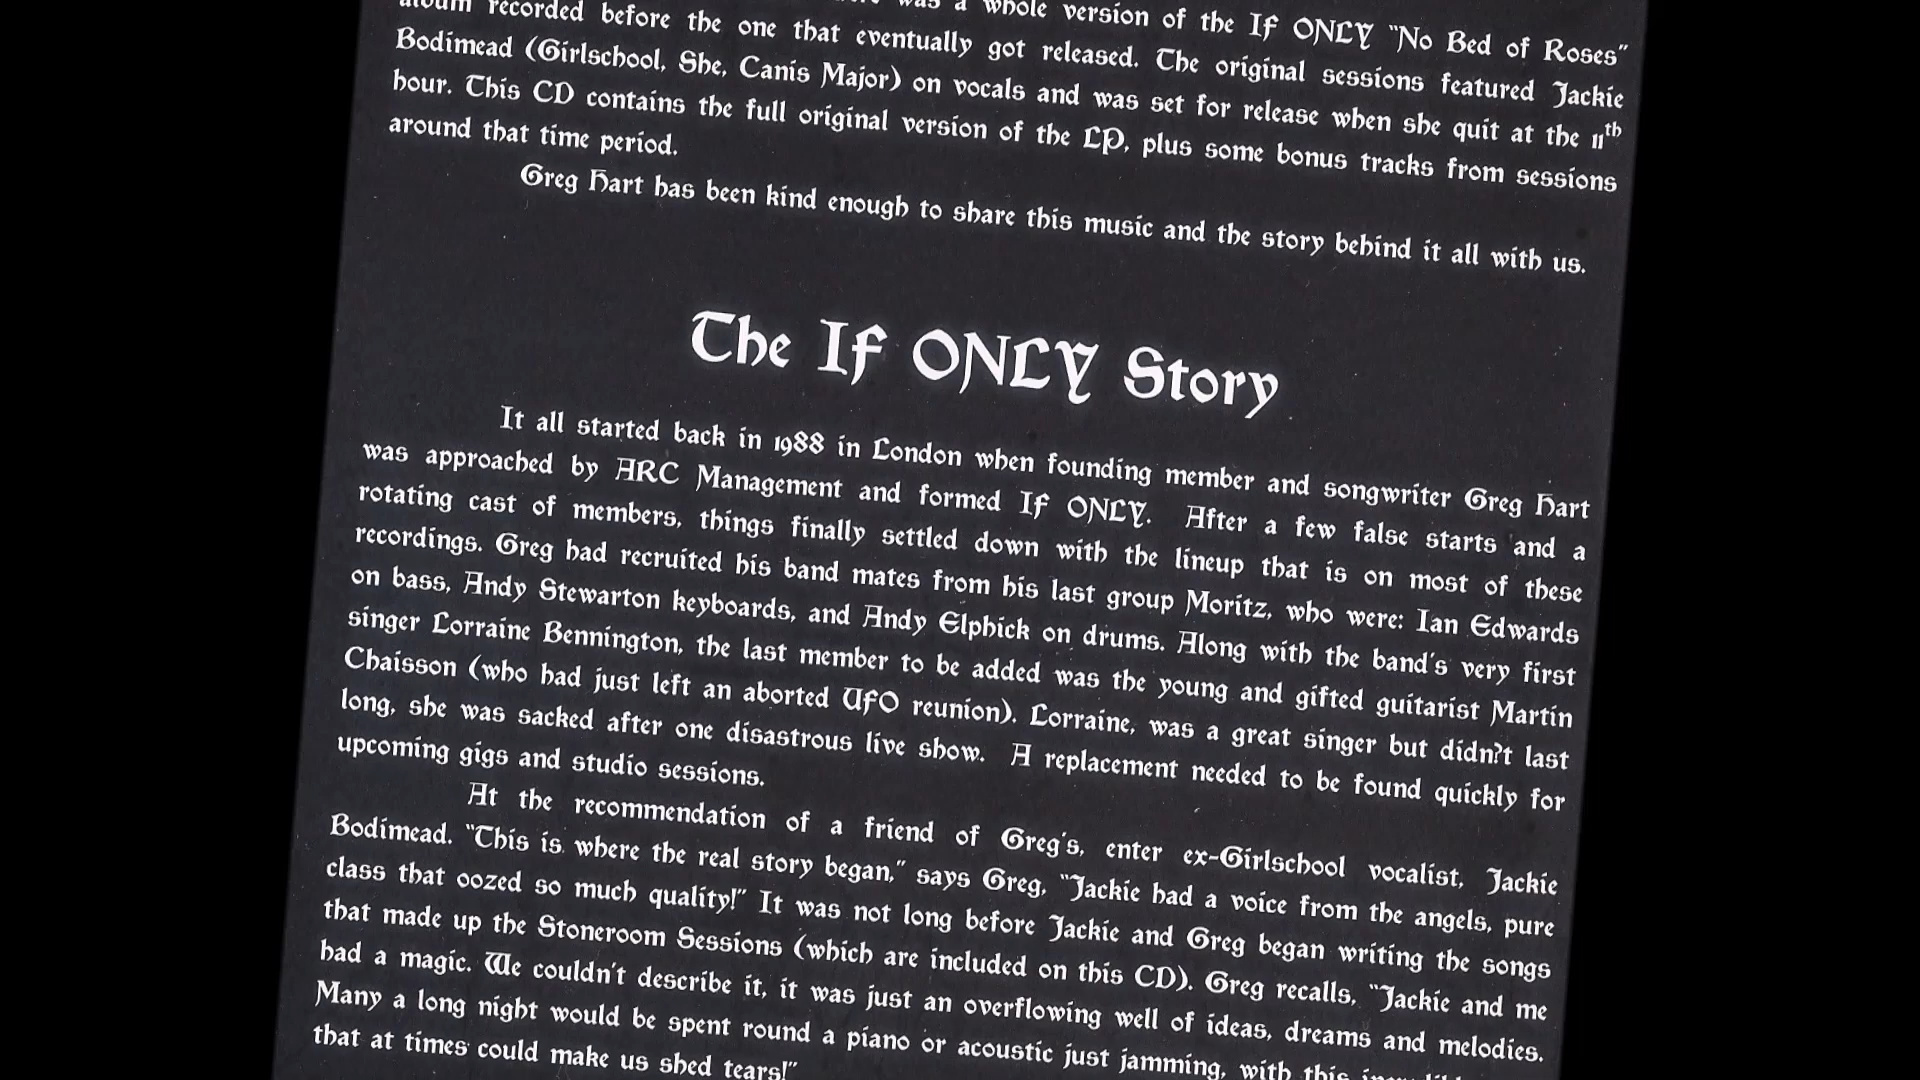 was a whole version of the If ONLY "No Bed of Roses"
album recorded before the one that eventually got released. The original sessions featured Jackie
Bodimead (Girlschool, She, Canis Major) on vocals and was set for release when she quit at the 11th
hour. This CD contains the full original version of the LP, plus some bonus tracks from sessions
around that time period.
Greg Hart has been kind enough to share this music and the story behind it all with us.
The If ONLY Story
It all started back in 1988 in London when founding member and songwriter Greg Hart
was approached by ARC Management and formed If ONLY. After a few false starts and a
rotating cast of members, things finally settled down with the lineup that is on most of these
recordings. Greg had recruited his band mates from his last group Moritz, who were: Ian Edwards
on bass, Andy Stewarton keyboards, and Andy Elphick on drums. Along with the band's very first
singer Lorraine Bennington, the last member to be added was the young and gifted guitarist Martin
Chaisson (who had just left an aborted UFO reunion). Lorraine, was a great singer but didn?t last
long, she was sacked after one disastrous live show. A replacement needed to be found quickly for
upcoming gigs and studio sessions.
At the recommendation of a friend of Greg's, enter ex-Girlschool vocalist, Jackie
Bodimead. "This is where the real story began," says Greg, "Jackie had a voice from the angels, pure
class that oozed so much quality!" It was not long before Jackie and Greg began writing the songs
that made up the Stoneroom Sessions (which are included on this CD). Greg recalls, "Jackie and me
had a magic. We couldn't describe it, it was just an overflowing well of ideas, dreams and melodies.
Many a long night would be spent round a piano or acoustic just jamming, with this
that at times could make us shed tears!"